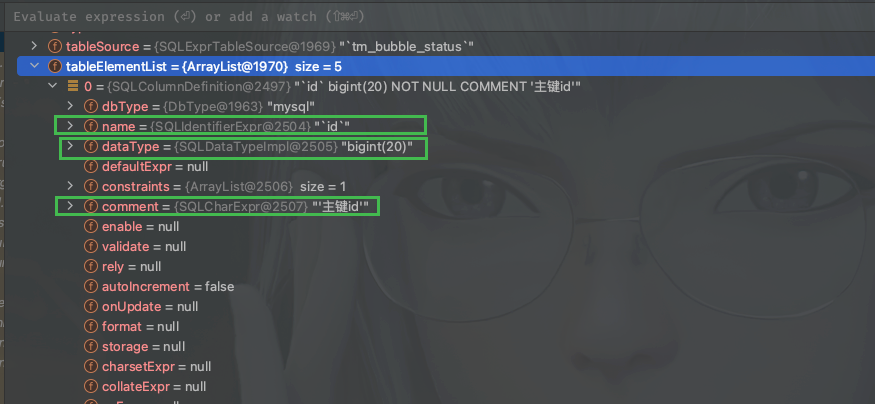 Evaluate expression (⏎) or add a watch (⇧⌘⏎)
tableSource = {SQLExprTableSource@1969} "`tm_bubble_status`"
tableElementList = {ArrayList@1970} size = 5
0 = {SQLColumnDefinition@2497} "`id` bigint(20) NOT NULL COMMENT '主键id'"
dbType = {DbType@1963} "mysql"
name = {SQLIdentifierExpr@2504} "`id`"
dataType = {SQLDataTypeImpl@2505} "bigint(20)"
defaultExpr = null
constraints = {ArrayList@2506} size = 1
comment = {SQLCharExpr@2507} "'主键id'"
enable = null
validate = null
rely = null
autoIncrement = false
onUpdate = null
format = null
storage = null
charsetExpr = null
collateExpr = null